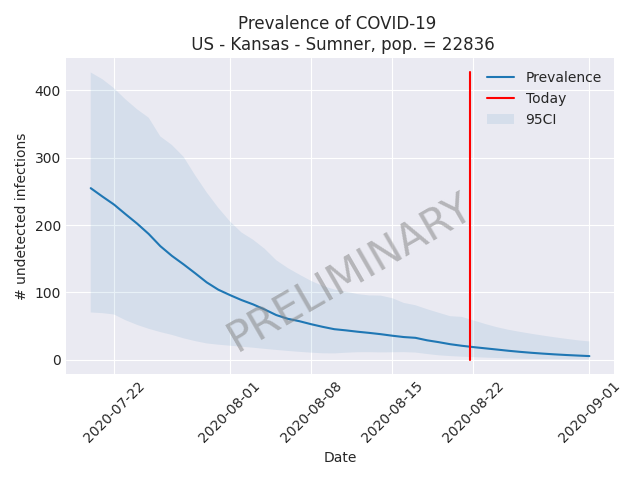 Prevalence of COVID-19
US - Kansas - Sumner, pop. = 22836
Prevalence
Today
95CI
400
300
200
100
0
# undetected infections
PRELIMINARY
2020-07-22
2020-08-01
2020-08-08
2020-08-15
2020-08-22
2020-09-01
Date